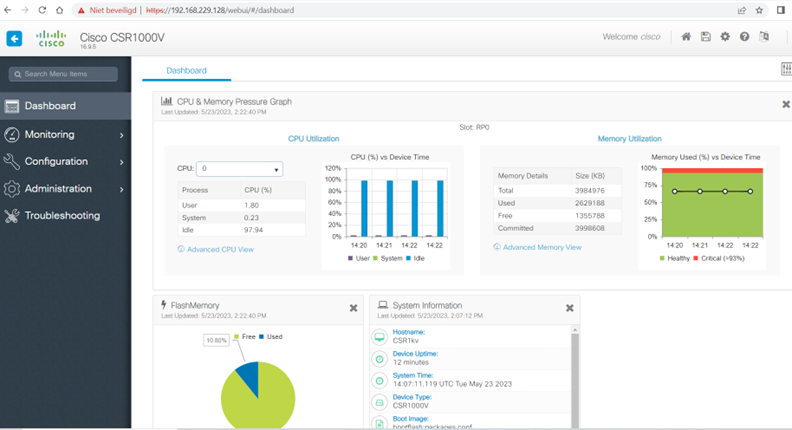 Niet beveiligd | https://192.168.229.128/webui/#/dashboard
cisco
Cisco CSR1000V
16.9.5
Welcome cisco
Search Menu Items
Dashboard
Monitoring
Configuration
Administration
Troubleshooting
Dashboard
CPU & Memory Pressure Graph
Last Updated: 5/23/2023, 2:22:40 PM
Slot: RP0
CPU Utilization
CPU: 0
Process CPU (%)
User 1.80
System 0.23
Idle 97.94
Advanced CPU View
CPU (%) vs Device Time
120%
100%
80%
60%
40%
20%
0%
14:20 14:21 14:22 14:22
User System Idle
Memory Utilization
Memory Details Size (KB)
Total 3984976
Used 2629188
Free 1355788
Committed 3998608
Advanced Memory View
Memory Used (%) vs Device Time
100%
75%
50%
25%
0%
14:20 14:21 14:22 14:22
Healthy Critical (>93%)
FlashMemory
Last Updated: 5/23/2023, 2:22:40 PM
Free Used
10.80%
System Information
Last Updated: 5/23/2023, 2:07:12 PM
Hostname:
CSR1kv
Device Uptime:
12 minutes
System Time:
14:07:11.119 UTC Tue May 23 2023
Device Type:
CSR1000V
Boot Image:
bootflash:packages.conf